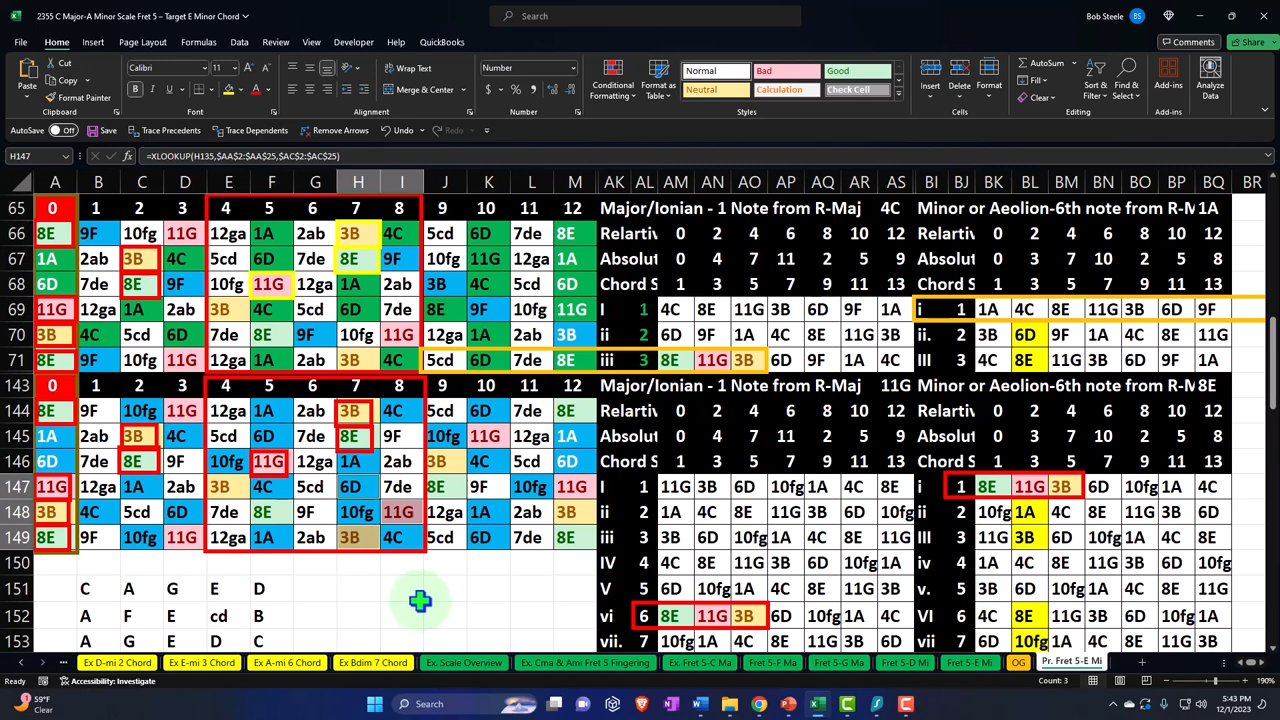 2355 C Major-A Minor Scale Fret 5 – Target E Minor Chord
Search
Bob Steele BS
File Home Insert Page Layout Formulas Data Review View Developer Help QuickBooks Comments Share
Cut
Copy
Format Painter
Paste
Clipboard
Calibri 11
B I U
Font
Wrap Text
Merge & Center
Alignment
Number
Number
Conditional Formatting
Format as Table
Normal Bad Good
Neutral Calculation Check Cell
Styles
Insert Delete Format
Cells
AutoSum
Fill
Clear
Sort & Filter
Find & Select
Editing
Add-ins
Add-ins
Analyze Data
AutoSave Off Save Trace Precedents Trace Dependents Remove Arrows Undo Redo
H147 =XLOOKUP(H135,$AA$2:$AA$25,$AC$2:$AC$25)
A B C D E F G H I J K L M AK AL AM AN AO AP AQ AR AS BI BJ BK BL BM BN BO BP BQ BR
65 0 1 2 3 4 5 6 7 8 9 10 11 12 Major/Ionian - 1 Note from R-Maj 4C Minor or Aeolion-6th note from R-M 1A
66 8E 9F 10fg 11G 12ga 1A 2ab 3B 4C 5cd 6D 7de 8E Relartiv 0 2 4 6 8 10 12 Relartiv 0 2 4 6 8 10 12
67 1A 2ab 3B 4C 5cd 6D 7de 8E 9F 10fg 11G 12ga 1A Absolut 0 4 7 11 2 5 9 Absolut 0 3 7 10 2 5 8
68 6D 7de 8E 9F 10fg 11G 12ga 1A 2ab 3B 4C 5cd 6D Chord S 1 3 5 7 9 11 13 Chord S 1 3 5 7 9 11 13
69 11G 12ga 1A 2ab 3B 4C 5cd 6D 7de 8E 9F 10fg 11G I 1 4C 8E 11G 3B 6D 9F 1A i 1 1A 4C 8E 11G 3B 6D 9F
70 3B 4C 5cd 6D 7de 8E 9F 10fg 11G 12ga 1A 2ab 3B ii 2 6D 9F 1A 4C 8E 11G 3B ii. 2 3B 6D 9F 1A 4C 8E 11G
71 8E 9F 10fg 11G 12ga 1A 2ab 3B 4C 5cd 6D 7de 8E iii 3 8E 11G 3B 6D 9F 1A 4C III 3 4C 8E 11G 3B 6D 9F 1A
143 0 1 2 3 4 5 6 7 8 9 10 11 12 Major/Ionian - 1 Note from R-Maj 11G Minor or Aeolion-6th note from R-M 8E
144 8E 9F 10fg 11G 12ga 1A 2ab 3B 4C 5cd 6D 7de 8E Relartiv 0 2 4 6 8 10 12 Relartiv 0 2 4 6 8 10 12
145 1A 2ab 3B 4C 5cd 6D 7de 8E 9F 10fg 11G 12ga 1A Absolut 0 4 7 11 2 5 9 Absolut 0 3 7 10 2 5 8
146 6D 7de 8E 9F 10fg 11G 12ga 1A 2ab 3B 4C 5cd 6D Chord S 1 3 5 7 9 11 13 Chord S 1 3 5 7 9 11 13
147 11G 12ga 1A 2ab 3B 4C 5cd 6D 7de 8E 9F 10fg 11G I 1 11G 3B 6D 10fg 1A 4C 8E i 1 8E 11G 3B 6D 10fg 1A 4C
148 3B 4C 5cd 6D 7de 8E 9F 10fg 11G 12ga 1A 2ab 3B ii 2 1A 4C 8E 11G 3B 6D 10fg ii 2 10fg 1A 4C 8E 11G 3B 6D
149 8E 9F 10fg 11G 12ga 1A 2ab 3B 4C 5cd 6D 7de 8E iii 3 3B 6D 10fg 1A 4C 8E 11G III 3 11G 3B 6D 10fg 1A 4C 8E
150 IV 4 4C 8E 11G 3B 6D 10fg 1A iv 4 1A 4C 8E 11G 3B 6D 10fg
151 C A G E D V 5 6D 10fg 1A 4C 8E 11G 3B v. 5 3B 6D 10fg 1A 4C 8E 11G
152 A F E cd B vi 6 8E 11G 3B 6D 10fg 1A 4C VI 6 4C 8E 11G 3B 6D 10fg 1A
153 A G E D C vii. 7 10fg 1A 4C 8E 11G 3B 6D vii 7 6D 10fg 1A 4C 8E 11G 3B
Ex D-mi 2 Chord Ex E-mi 3 Chord Ex A-mi 6 Chord Ex Bdim 7 Chord Ex. Scale Overview Ex. Cma & Ami Fret 5 Fingering Ex. Fret 5-C Ma Fret 5-F Ma Fret 5-G Ma Fret 5-D Mi Fret 5-E Mi OG Pr. Fret 5-E Mi
Ready Accessibility: Investigate Count: 3 190%
59°F
Clear
Search
5:43 PM
12/1/2023